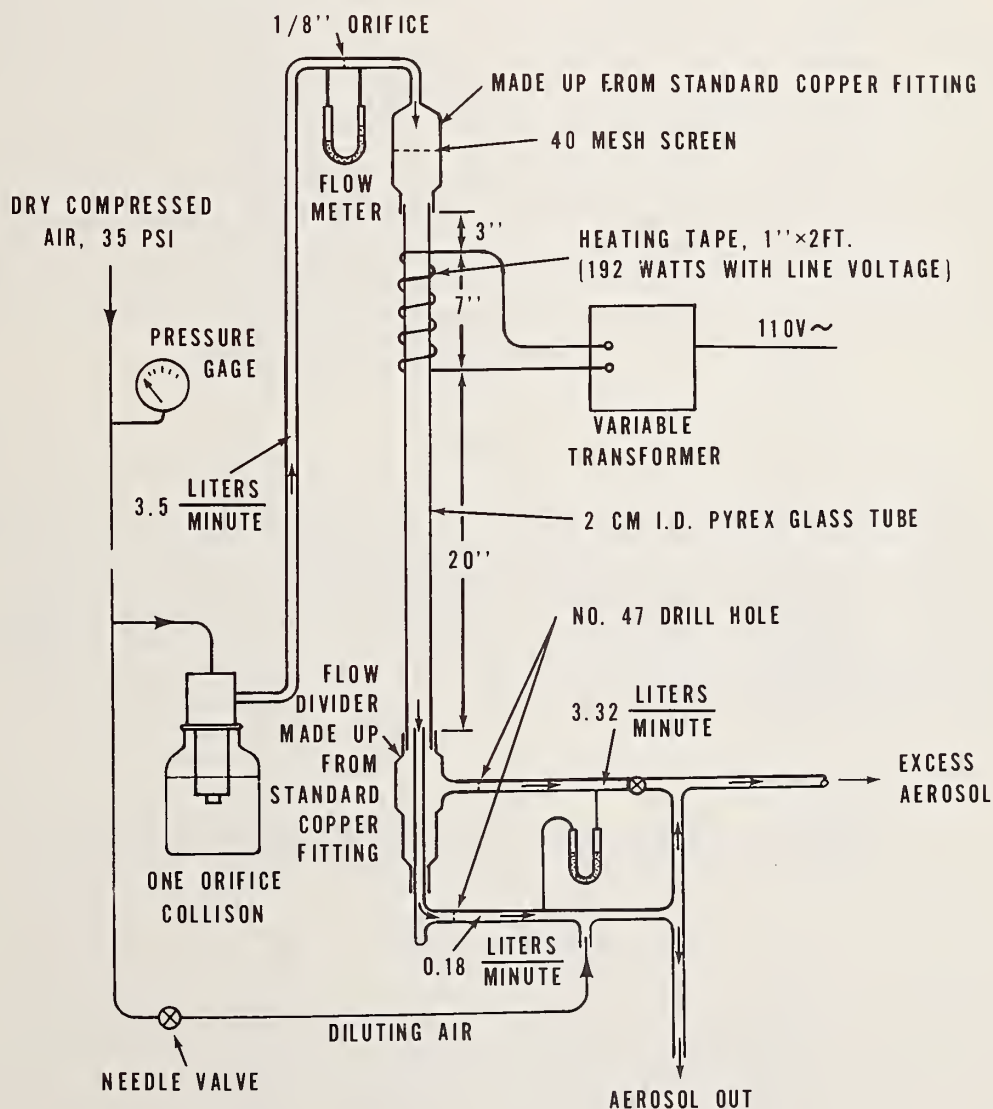 1/8'' ORIFICE
MADE UP FROM STANDARD COPPER FITTING
40 MESH SCREEN
FLOW
METER
DRY COMPRESSED
AIR, 35 PSI
3''
HEATING TAPE, 1''×2FT.
(192 WATTS WITH LINE VOLTAGE)
7''
110V~
PRESSURE
GAGE
VARIABLE
TRANSFORMER
3.5 LITERS
MINUTE
2 CM I.D. PYREX GLASS TUBE
20''
NO. 47 DRILL HOLE
FLOW
DIVIDER
MADE UP
FROM
STANDARD
COPPER
FITTING
3.32 LITERS
MINUTE
EXCESS
AEROSOL
ONE ORIFICE
COLLISON
0.18 LITERS
MINUTE
DILUTING AIR
NEEDLE VALVE
AEROSOL OUT